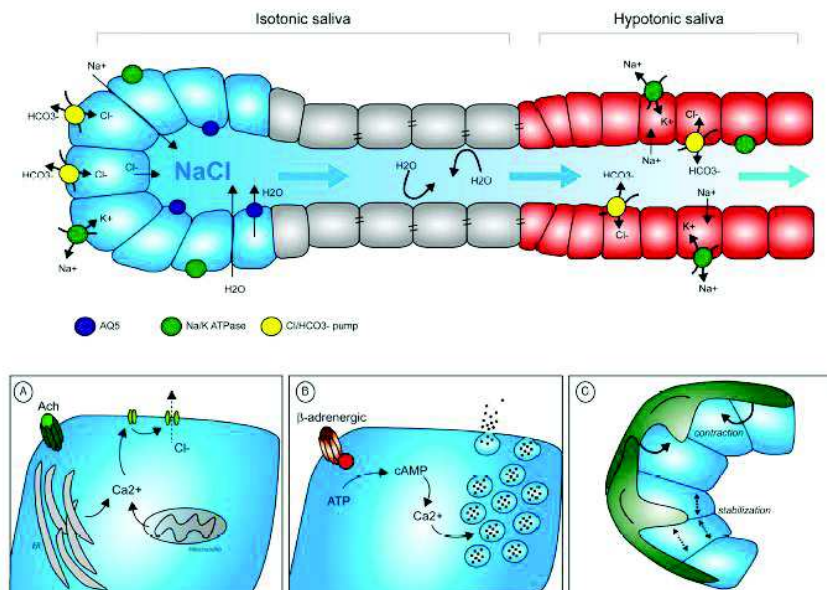 Isotonic saliva
Hypotonic saliva
Na+
HCO3-
Cl-
HCO3-
Cl-
Cl-
NaCl
K+
Na+
H2O
H2O
H2O
H2O
Na+
K+
Cl-
Na+
HCO3-
HCO3-
Cl-
Na+
K+
Na+
AQ5
Na/K ATPase
Cl/HCO3- pump
A
Ach
Cl-
Ca2+
B
β-adrenergic
ATP
cAMP
Ca2+
C
contraction
stabilization